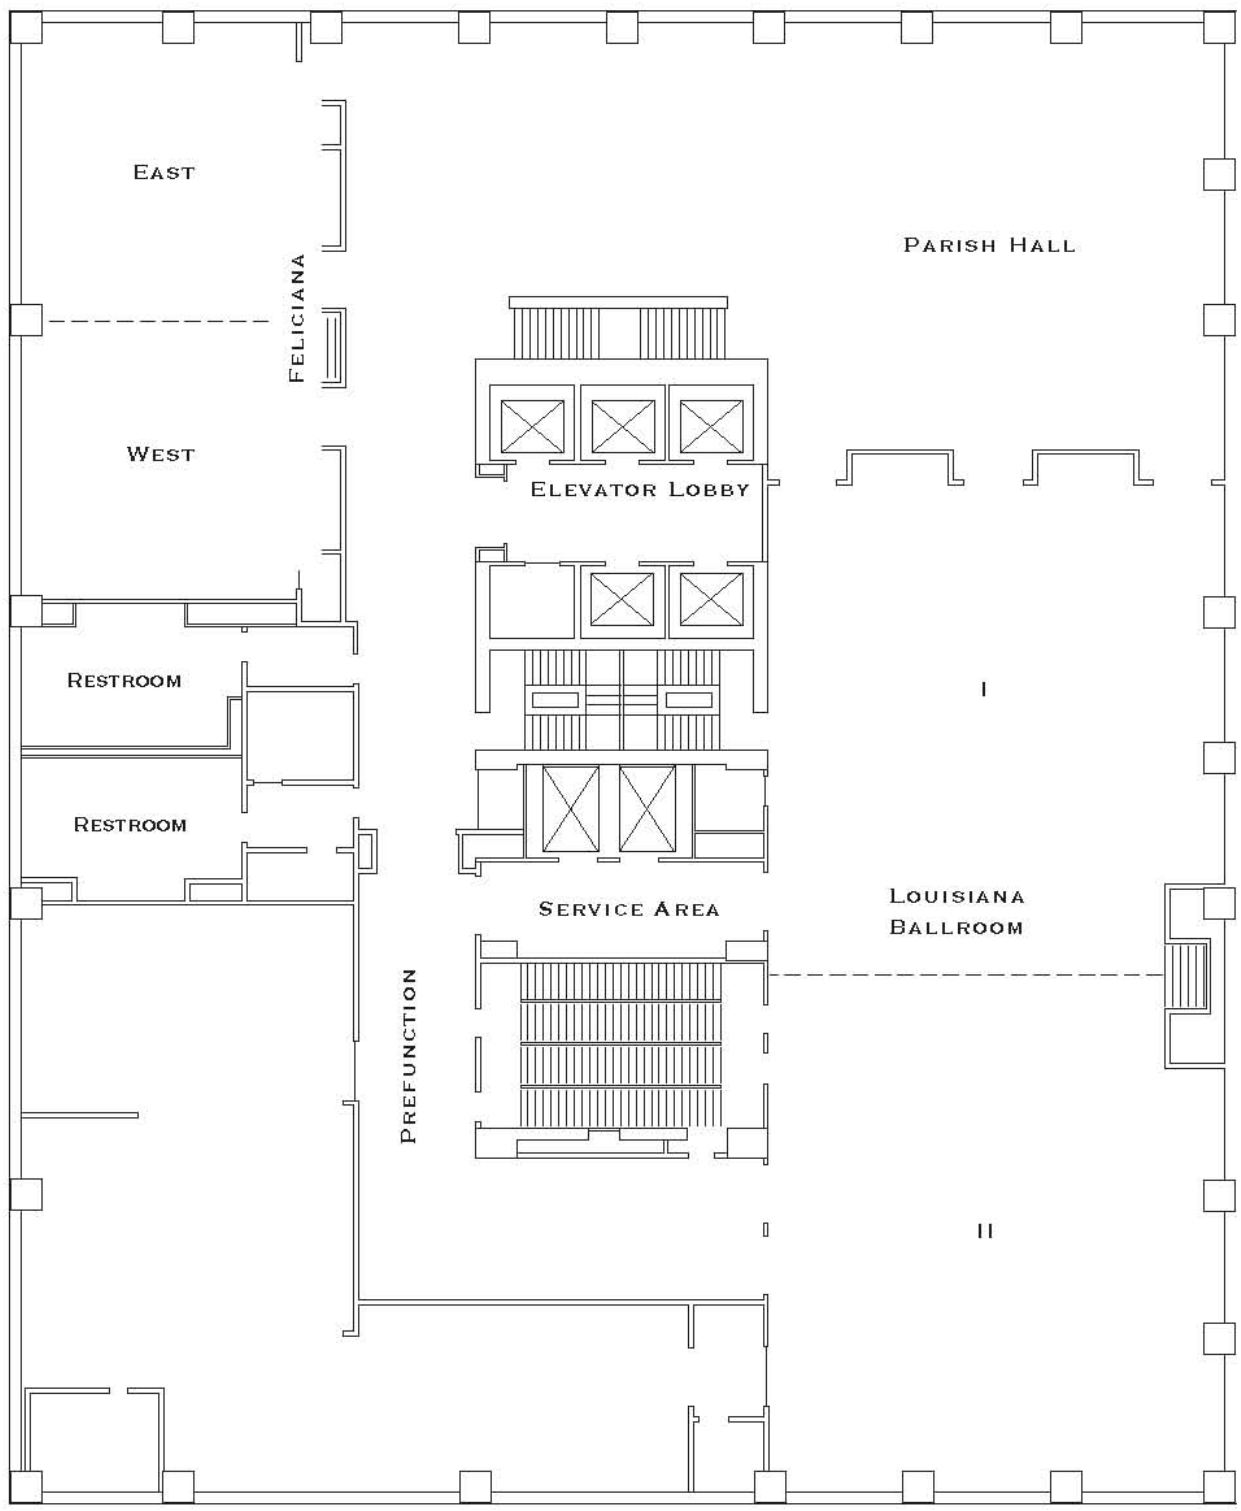 EAST
PARISH HALL
FELICIANA
WEST
ELEVATOR LOBBY
RESTROOM
I
RESTROOM
LOUISIANA
BALLROOM
SERVICE AREA
PREFUNCTION
II